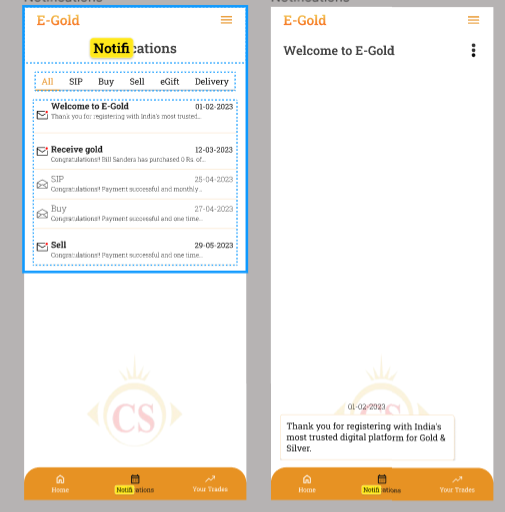 Notifications
Notifications
E-Gold
Notifications
All SIP Buy Sell eGift Delivery
Welcome to E-Gold 01-02-2023
Thank you for registering with India's most trusted..
Receive gold 12-03-2023
Congratulations!! Bill Sanders has purchased 0 Rs. of..
SIP 25-04-2023
Congratulations!! Payment successful and monthly..
Buy 27-04-2023
Congratulations!! Payment successful and one time..
Sell 29-05-2023
Congratulations!! Payment successful and one time..
CS
Home Notifications Your Trades
E-Gold
Welcome to E-Gold
01-02-2023
CS
Thank you for registering with India's
most trusted digital platform for Gold &
Silver.
Home Notifications Your Trades